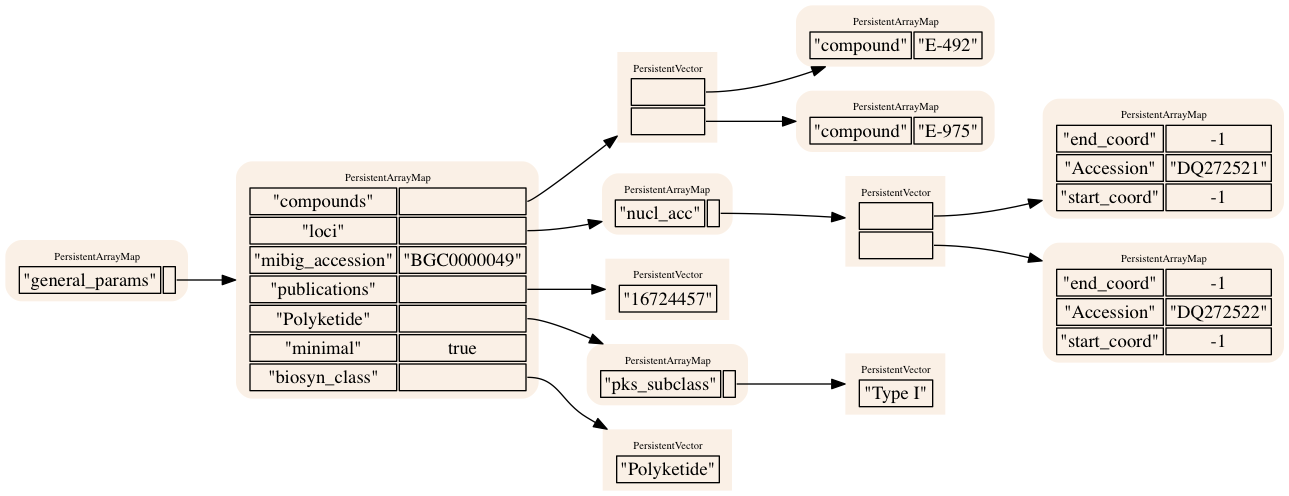 PersistentArrayMap
"general_params"
PersistentArrayMap
"compounds"
"loci"
"mibig_accession" "BGC0000049"
"publications"
"Polyketide"
"minimal" true
"biosyn_class"
PersistentVector
PersistentArrayMap
"compound" "E-492"
PersistentArrayMap
"compound" "E-975"
PersistentArrayMap
"nucl_acc"
PersistentVector
PersistentArrayMap
"end_coord" -1
"Accession" "DQ272521"
"start_coord" -1
PersistentArrayMap
"end_coord" -1
"Accession" "DQ272522"
"start_coord" -1
PersistentVector
"16724457"
PersistentArrayMap
"pks_subclass"
PersistentVector
"Type I"
PersistentVector
"Polyketide"